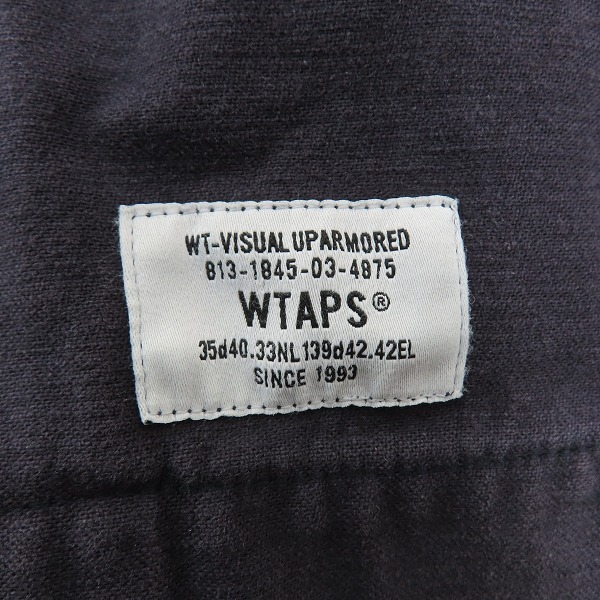 WT-VISUAL UPARMORED
813-1845-03-4875
WTAPS®
35d40.33NL139d42.42EL
SINCE 1993